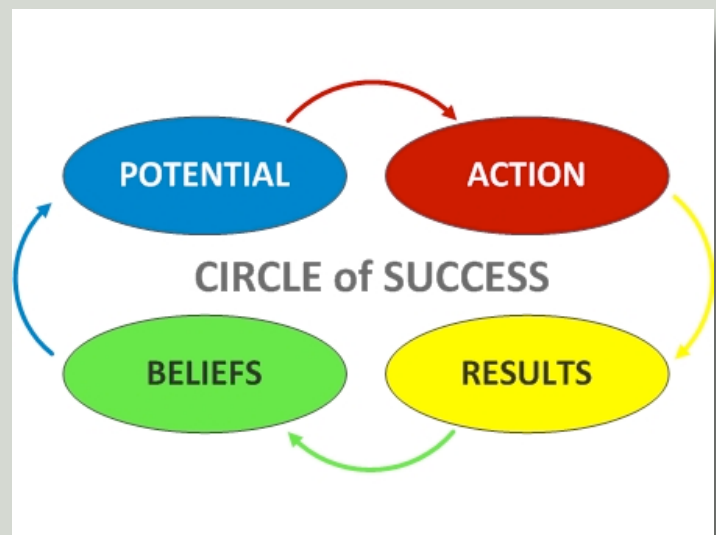 POTENTIAL
ACTION
CIRCLE of SUCCESS
BELIEFS
RESULTS